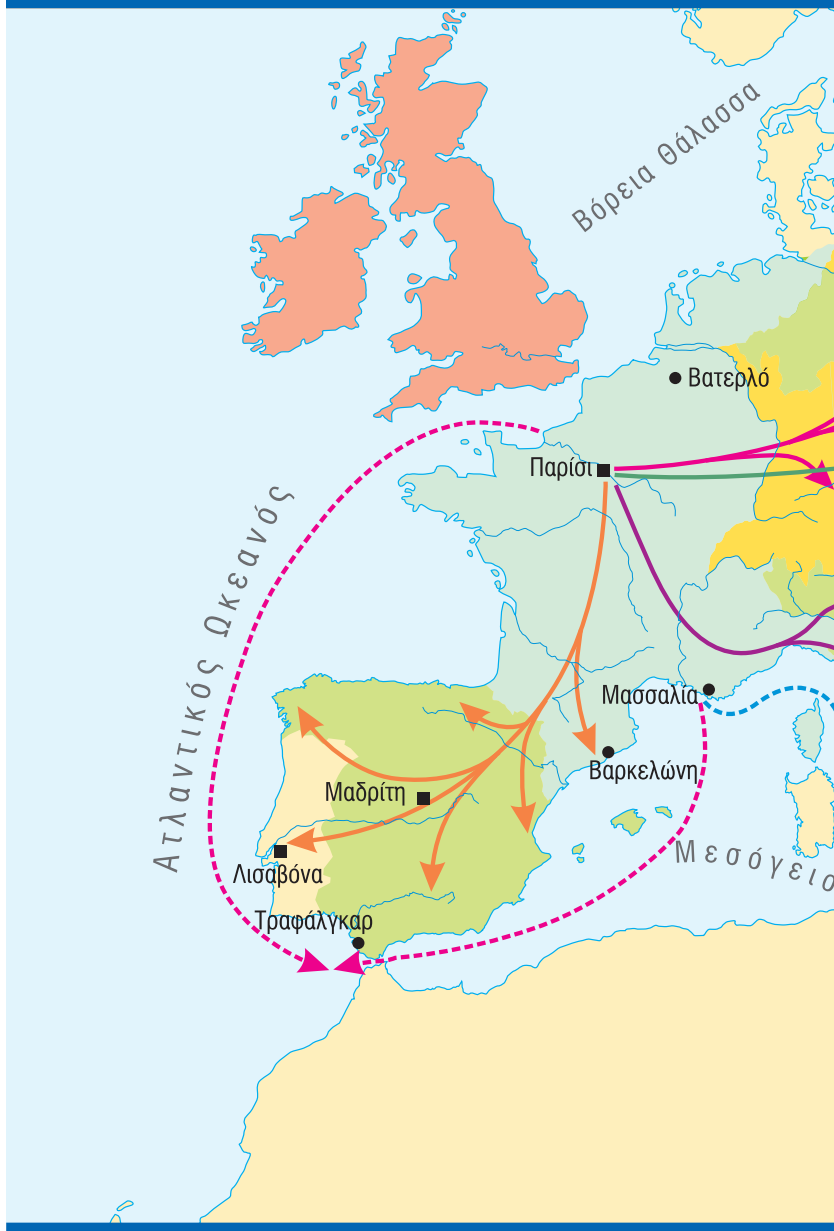 Βόρεια Θάλασσα
Βατερλό
Παρίσι
Ατλαντικός Ωκεανός
Μασσαλία
Βαρκελώνη
Μαδρίτη
Μεσόγειο
Λισαβόνα
Τραφάλγκαρ